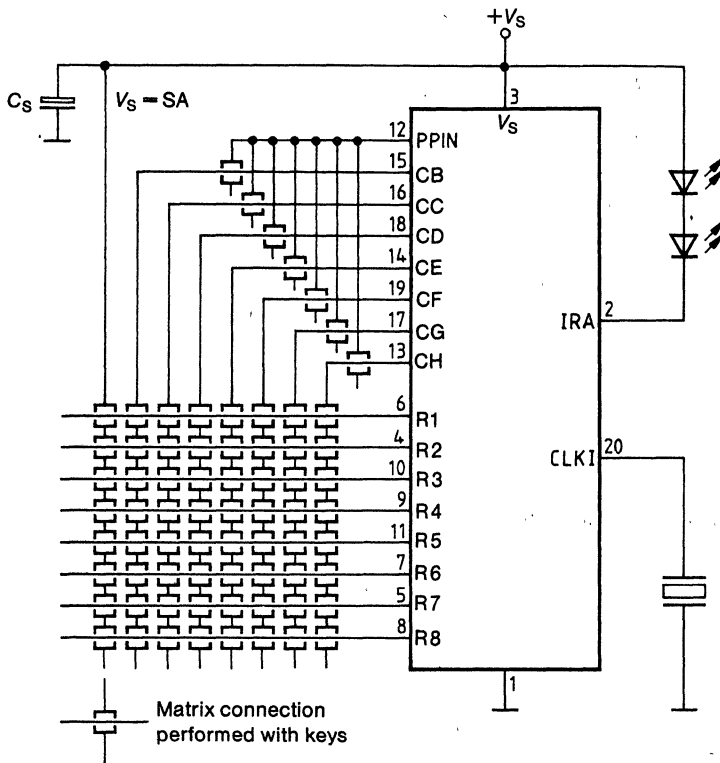 +VS
CS
VS = SA
3
VS
12 PPIN
15 CB
16 CC
18 CD
14 CE
19 CF
17 CG
13 CH
IRA 2
6 R1
4 R2
10 R3
9 R4
11 R5
7 R6
5 R7
8 R8
CLKI 20
1
Matrix connection
performed with keys